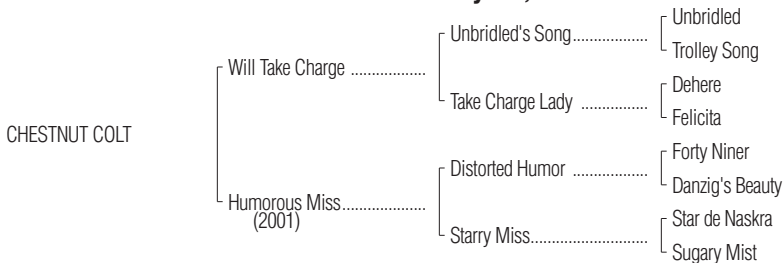 Unbridled
Unbridled's Song
Trolley Song
Will Take Charge
Dehere
Take Charge Lady
Felicita
CHESTNUT COLT
Forty Niner
Distorted Humor
Danzig's Beauty
Humorous Miss
(2001)
Star de Naskra
Starry Miss
Sugary Mist